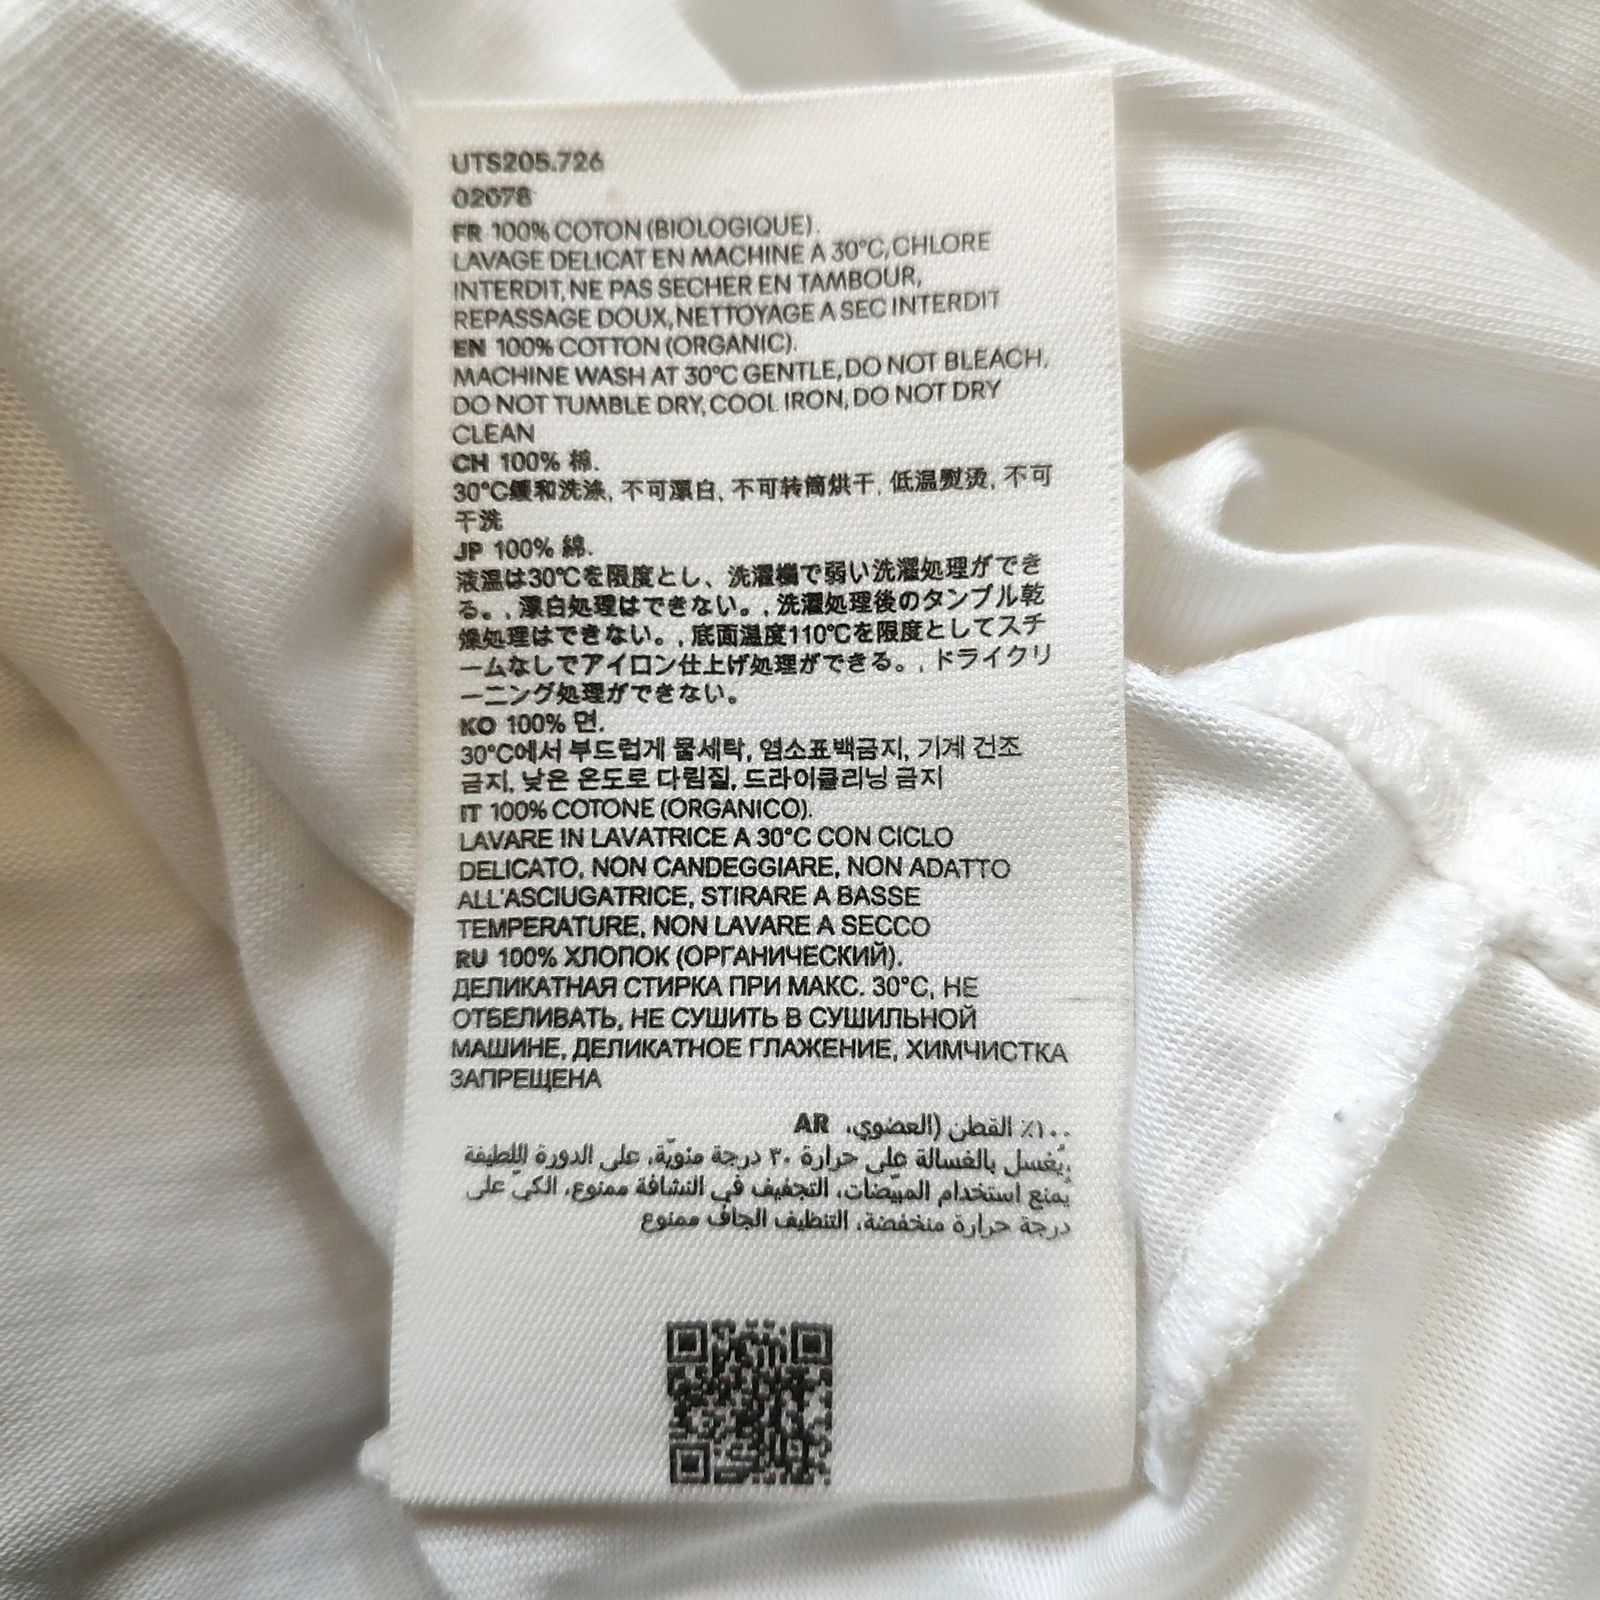 UTS205.726
02078
FR 100% COTON (BIOLOGIQUE).
LAVAGE DELICAT EN MACHINE A 30°C, CHLORE
INTERDIT, NE PAS SECHER EN TAMBOUR,
REPASSAGE DOUX, NETTOYAGE A SEC INTERDIT
EN 100% COTTON (ORGANIC).
MACHINE WASH AT 30°C GENTLE, DO NOT BLEACH,
DO NOT TUMBLE DRY, COOL IRON, DO NOT DRY
CLEAN
CH 100% 棉.
30°C缓和洗涤, 不可漂白, 不可转筒烘干, 低温熨烫, 不可
干洗
JP 100% 綿.
液温は30℃を限度とし、洗濯機で弱い洗濯処理ができ
る。, 漂白処理はできない。, 洗濯処理後のタンブル乾
燥処理はできない。, 底面温度110℃を限度としてスチ
ームなしでアイロン仕上げ処理ができる。, ドライクリ
ーニング処理ができない。
KO 100% 면.
30°C에서 부드럽게 물세탁, 염소표백금지, 기계 건조
금지, 낮은 온도로 다림질, 드라이클리닝 금지
IT 100% COTONE (ORGANICO).
LAVARE IN LAVATRICE A 30°C CON CICLO
DELICATO, NON CANDEGGIARE, NON ADATTO
ALL'ASCIUGATRICE, STIRARE A BASSE
TEMPERATURE, NON LAVARE A SECCO
RU 100% ХЛОПОК (ОРГАНИЧЕСКИЙ).
ДЕЛИКАТНАЯ СТИРКА ПРИ МАКС. 30°C, НЕ
ОТБЕЛИВАТЬ, НЕ СУШИТЬ В СУШИЛЬНОЙ
МАШИНЕ, ДЕЛИКАТНОЕ ГЛАЖЕНИЕ, ХИМЧИСТКА
ЗАПРЕЩЕНА
١٠٠٪ القطن (العضوي، AR
يُغسل بالغسالة على حرارة ٣٠ درجة مئويّة، على الدورة اللطيفة
يُمنع استخدام المبيّضات، التجفيف في النشافة ممنوع، الكيّ على
درجة حرارة منخفضة، التنظيف الجاف ممنوع